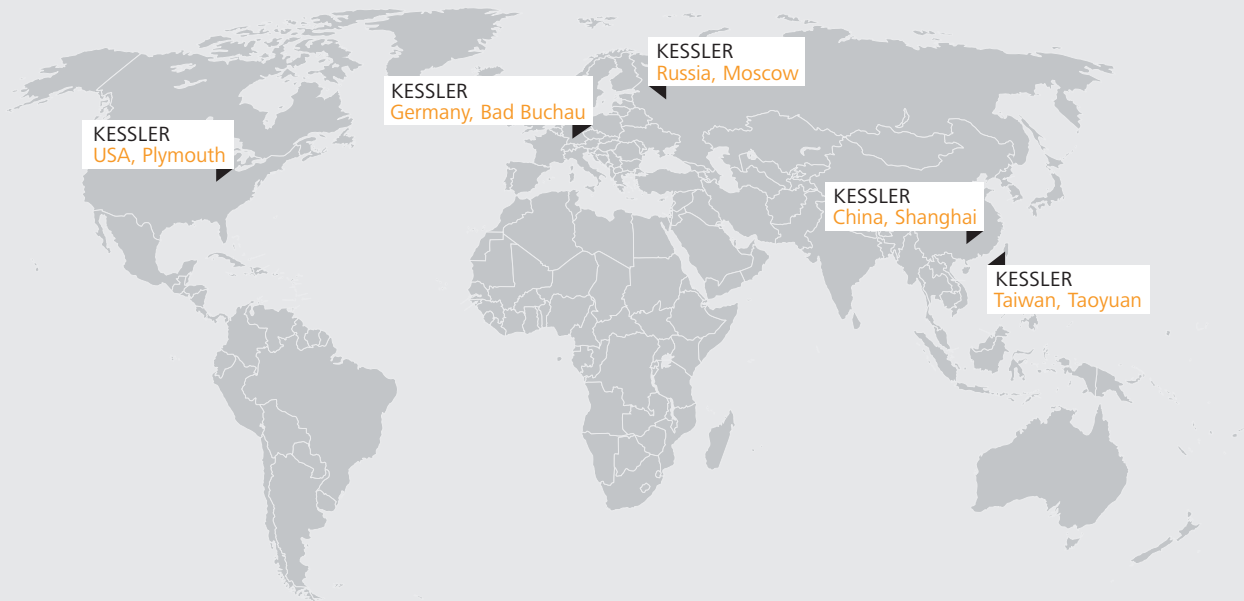 KESSLER
Russia, Moscow
KESSLER
Germany, Bad Buchau
KESSLER
USA, Plymouth
KESSLER
China, Shanghai
KESSLER
Taiwan, Taoyuan